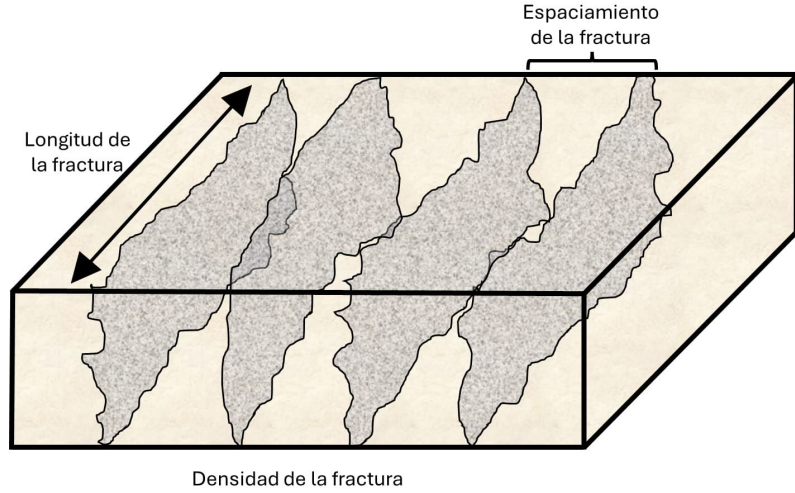 Espaciamiento
de la fractura
Longitud de
la fractura
Densidad de la fractura